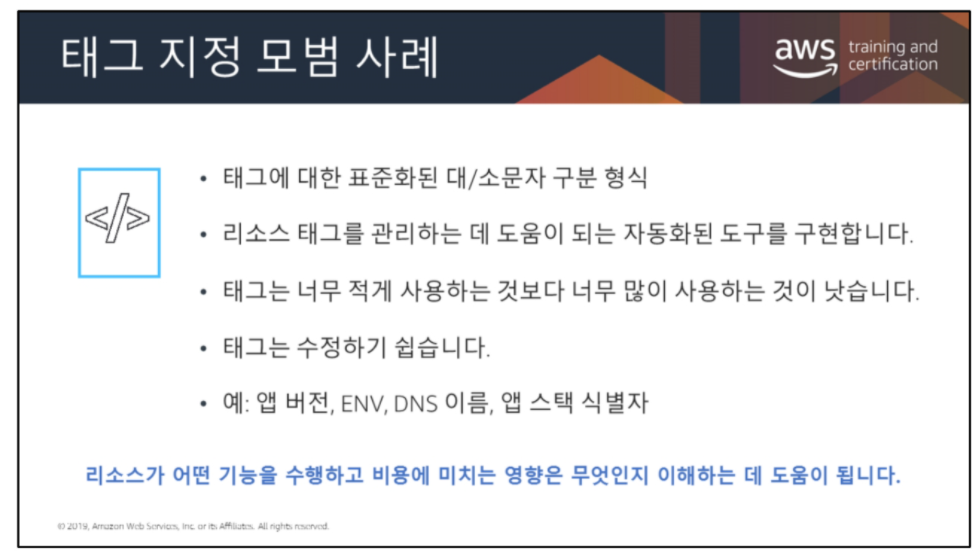 태그 지정 모범 사례
aws training and
certification
</>
• 태그에 대한 표준화된 대/소문자 구분 형식
• 리소스 태그를 관리하는 데 도움이 되는 자동화된 도구를 구현합니다.
• 태그는 너무 적게 사용하는 것보다 너무 많이 사용하는 것이 낫습니다.
• 태그는 수정하기 쉽습니다.
• 예: 앱 버전, ENV, DNS 이름, 앱 스택 식별자
리소스가 어떤 기능을 수행하고 비용에 미치는 영향은 무엇인지 이해하는 데 도움이 됩니다.
© 2019, Amazon Web Services, Inc. or its Affiliates. All rights reserved.